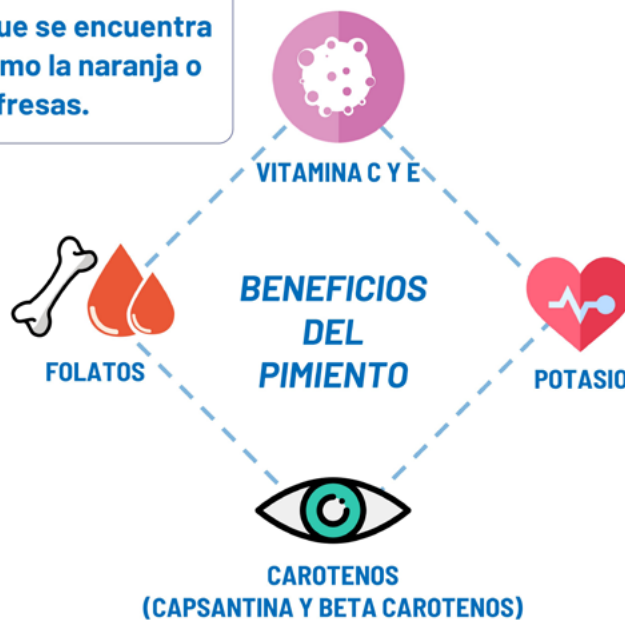 ue se encuentra
mo la naranja o
fresas.
VITAMINA C Y E
BENEFICIOS
DEL
PIMIENTO
FOLATOS
POTASIO
CAROTENOS
(CAPSANTINA Y BETA CAROTENOS)